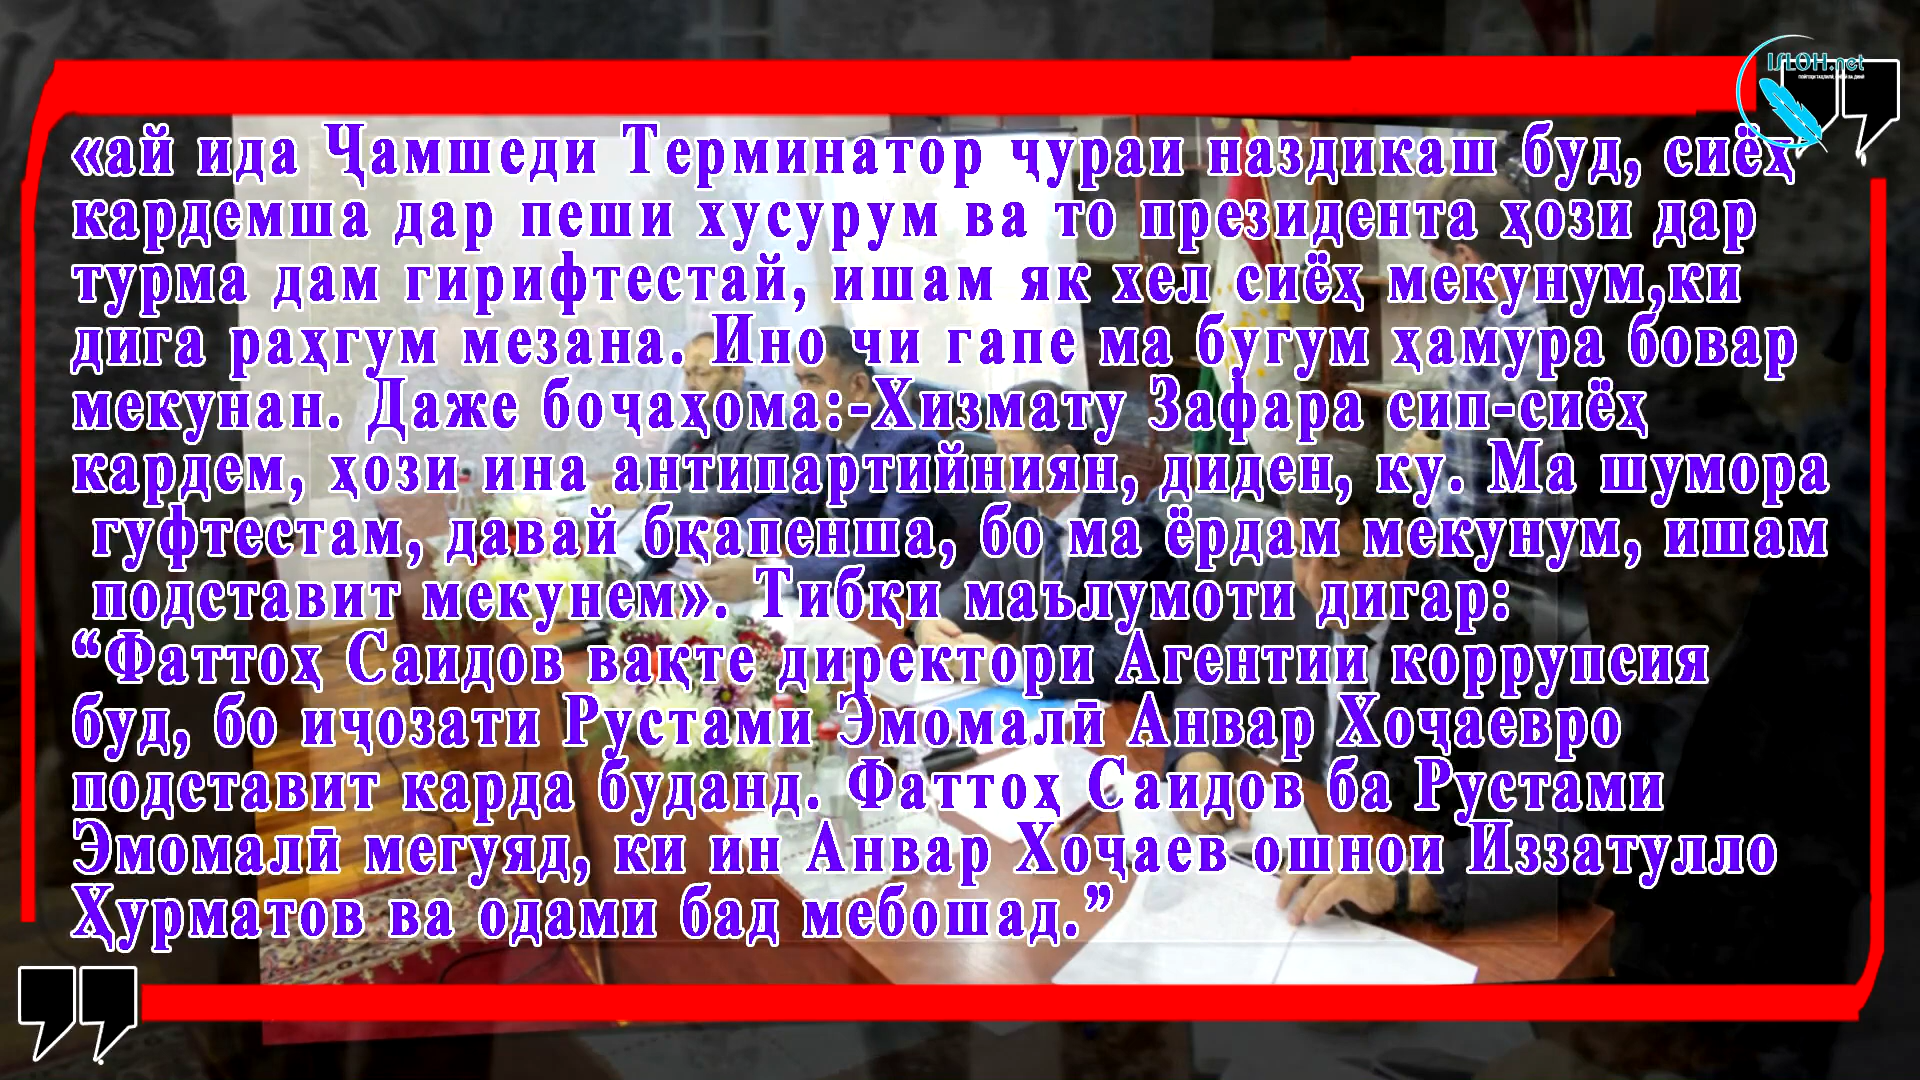 ISLOH.net
«ай ида Ҷамшеди Терминатор ҷураи наздикаш буд, сиёҳ
кардемша дар пеши хусурум ва то президента ҳози дар
турма дам гирифтестай, ишам як хел сиёҳ мекунум,ки
дига раҳгум мезана. Ино чи гапе ма бугум ҳамура бовар
мекунан. Даже боҷаҳома:-Хизмату Зафара сип-сиёҳ
кардем, ҳози ина антипартийниян, диден, ку. Ма шумора
гуфтестам, давай бқапенша, бо ма ёрдам мекунум, ишам
подставит мекунем». Тибқи маълумоти дигар:
“Фаттоҳ Саидов вақте директори Агентии коррупсия
буд, бо иҷозати Рустами Эмомалӣ Анвар Хоҷаевро
подставит карда буданд. Фаттоҳ Саидов ба Рустами
Эмомалӣ мегуяд, ки ин Анвар Хоҷаев ошнои Иззатулло
Ҳурматов ва одами бад мебошад.”